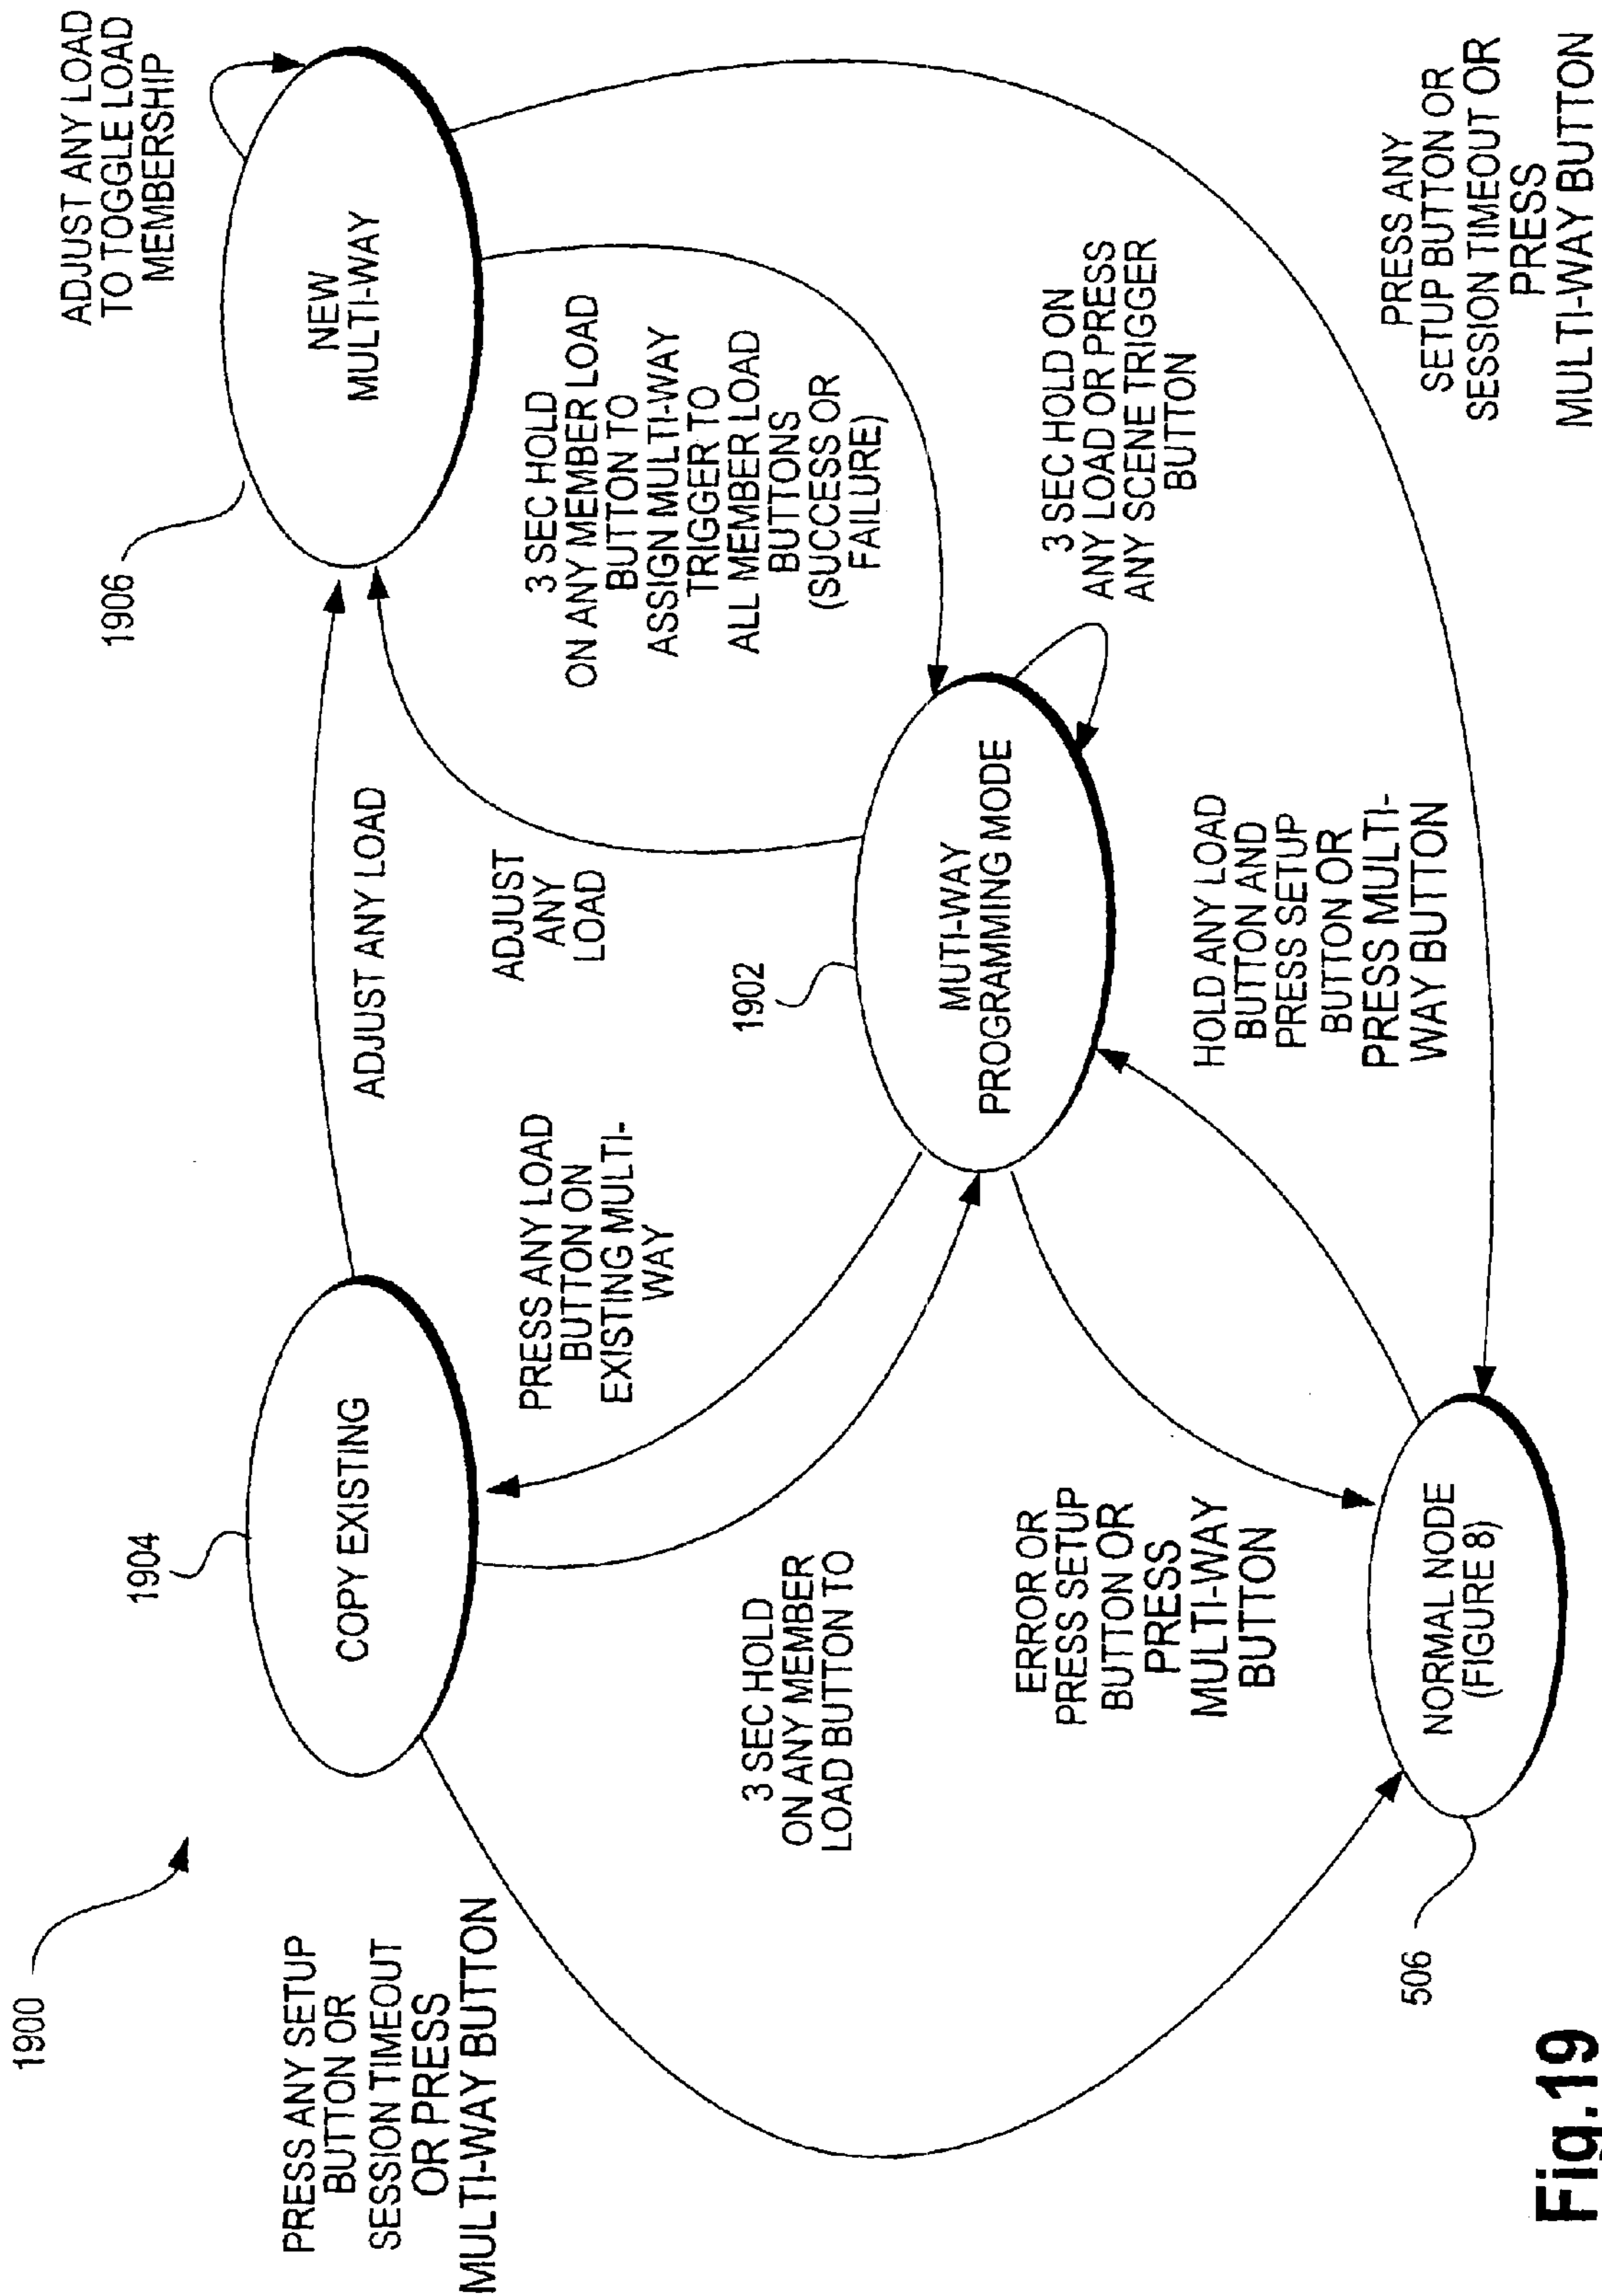 1900
PRESS ANY SETUP
BUTTON OR
SESSION TIMEOUT
OR PRESS
MULTI-WAY BUTTON
1904
COPY EXISTING
ADJUST ANY LOAD
1906
NEW
MULTI-WAY
ADJUST ANY LOAD
TO TOGGLE LOAD
MEMBERSHIP
PRESS ANY LOAD
BUTTON ON
EXISTING MULTI-
WAY
ADJUST
ANY
LOAD
3 SEC HOLD
ON ANY MEMBER LOAD
BUTTON TO
ASSIGN MULTI-WAY
TRIGGER TO
ALL MEMBER LOAD
BUTTONS
(SUCCESS OR
FAILURE)
3 SEC HOLD
ON ANY MEMBER
LOAD BUTTON TO
1902
MUTI-WAY
PROGRAMMING MODE
3 SEC HOLD ON
ANY LOAD OR PRESS
ANY SCENE TRIGGER
BUTTON
ERROR OR
PRESS SETUP
BUTTON OR
PRESS
MULTI-WAY
BUTTON
HOLD ANY LOAD
BUTTON AND
PRESS SETUP
BUTTON OR
PRESS MULTI-
WAY BUTTON
PRESS ANY
SETUP BUTTON OR
SESSION TIMEOUT OR
PRESS
MULTI-WAY BUTTON
506
NORMAL NODE
(FIGURE 8)
Fig.19